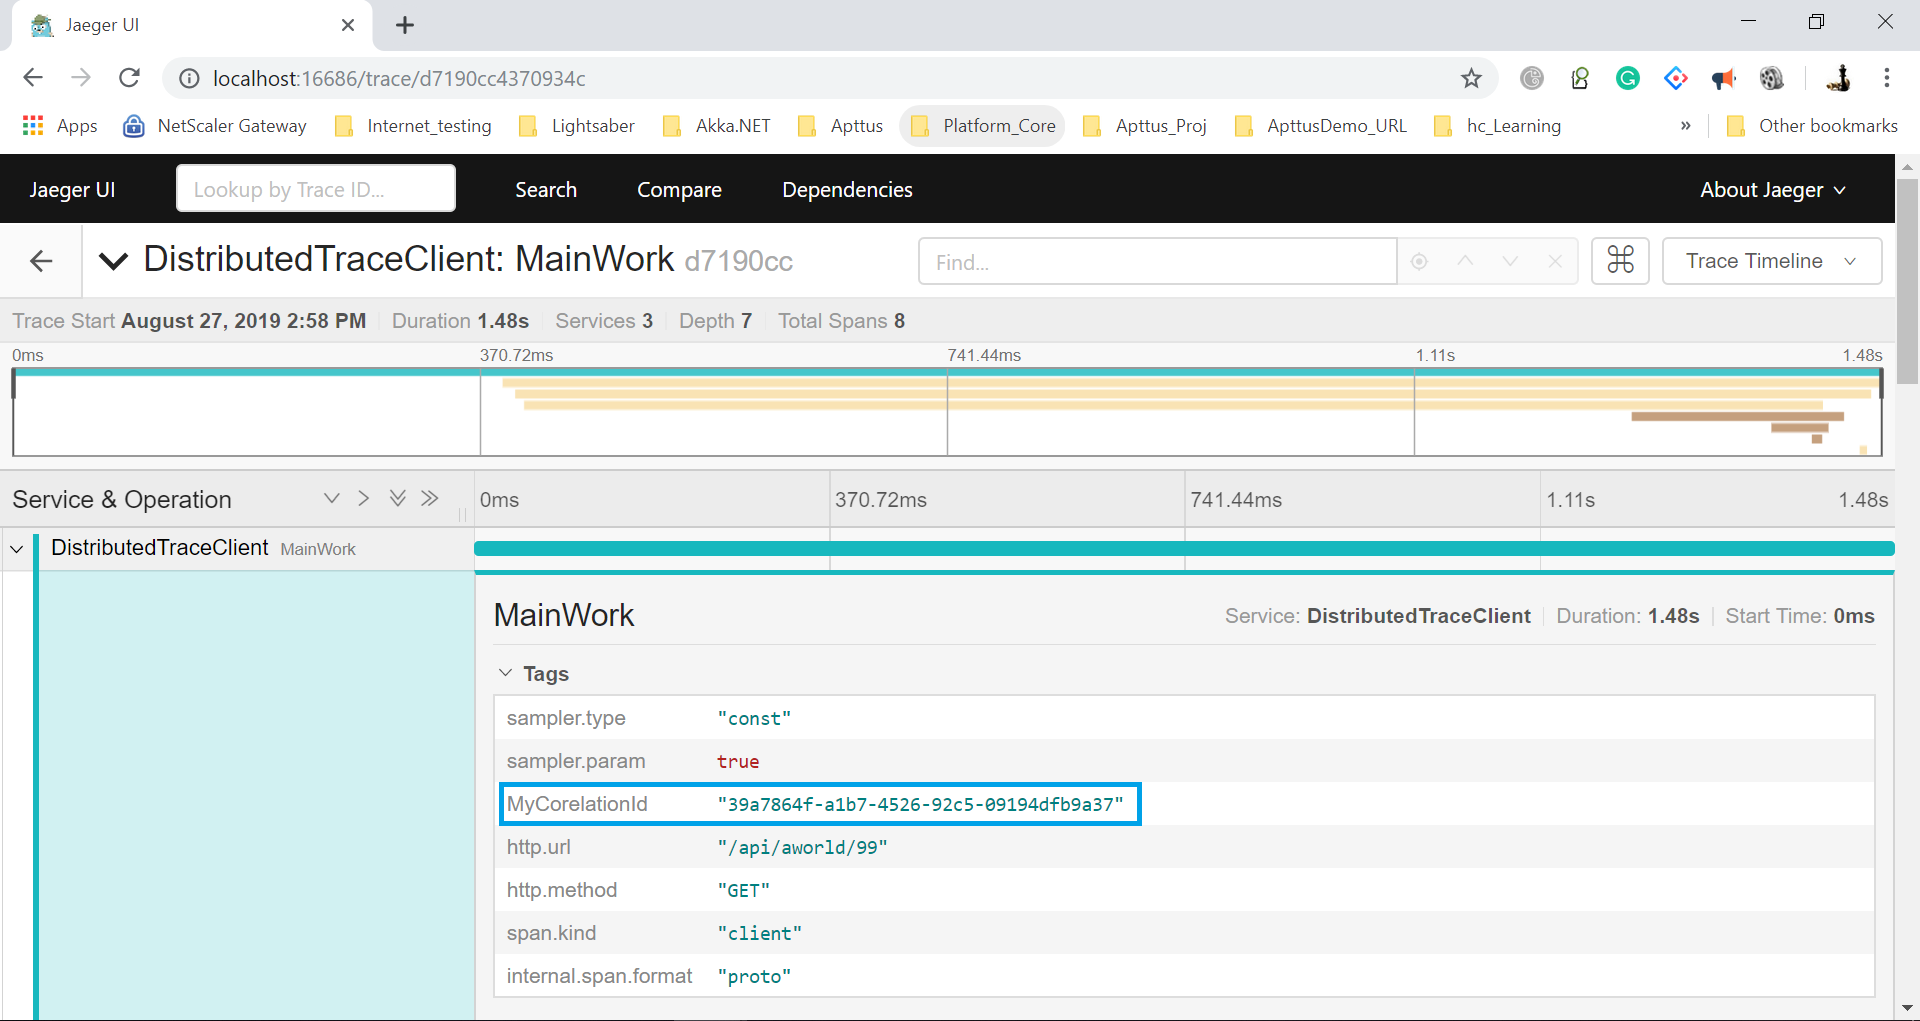 Jaeger UI
localhost:16686/trace/d7190cc4370934c
Apps NetScaler Gateway Internet_testing Lightsaber Akka.NET Apttus Platform_Core Apttus_Proj ApttusDemo_URL hc_Learning » Other bookmarks
Jaeger UI Lookup by Trace ID... Search Compare Dependencies About Jaeger
DistributedTraceClient: MainWork d7190cc Find... Trace Timeline
Trace Start August 27, 2019 2:58 PM Duration 1.48s Services 3 Depth 7 Total Spans 8
0ms 370.72ms 741.44ms 1.11s 1.48s
Service & Operation 0ms 370.72ms 741.44ms 1.11s 1.48s
DistributedTraceClient MainWork
MainWork Service: DistributedTraceClient Duration: 1.48s Start Time: 0ms
Tags
sampler.type "const"
sampler.param true
MyCorelationId "39a7864f-a1b7-4526-92c5-09194dfb9a37"
http.url "/api/aworld/99"
http.method "GET"
span.kind "client"
internal.span.format "proto"